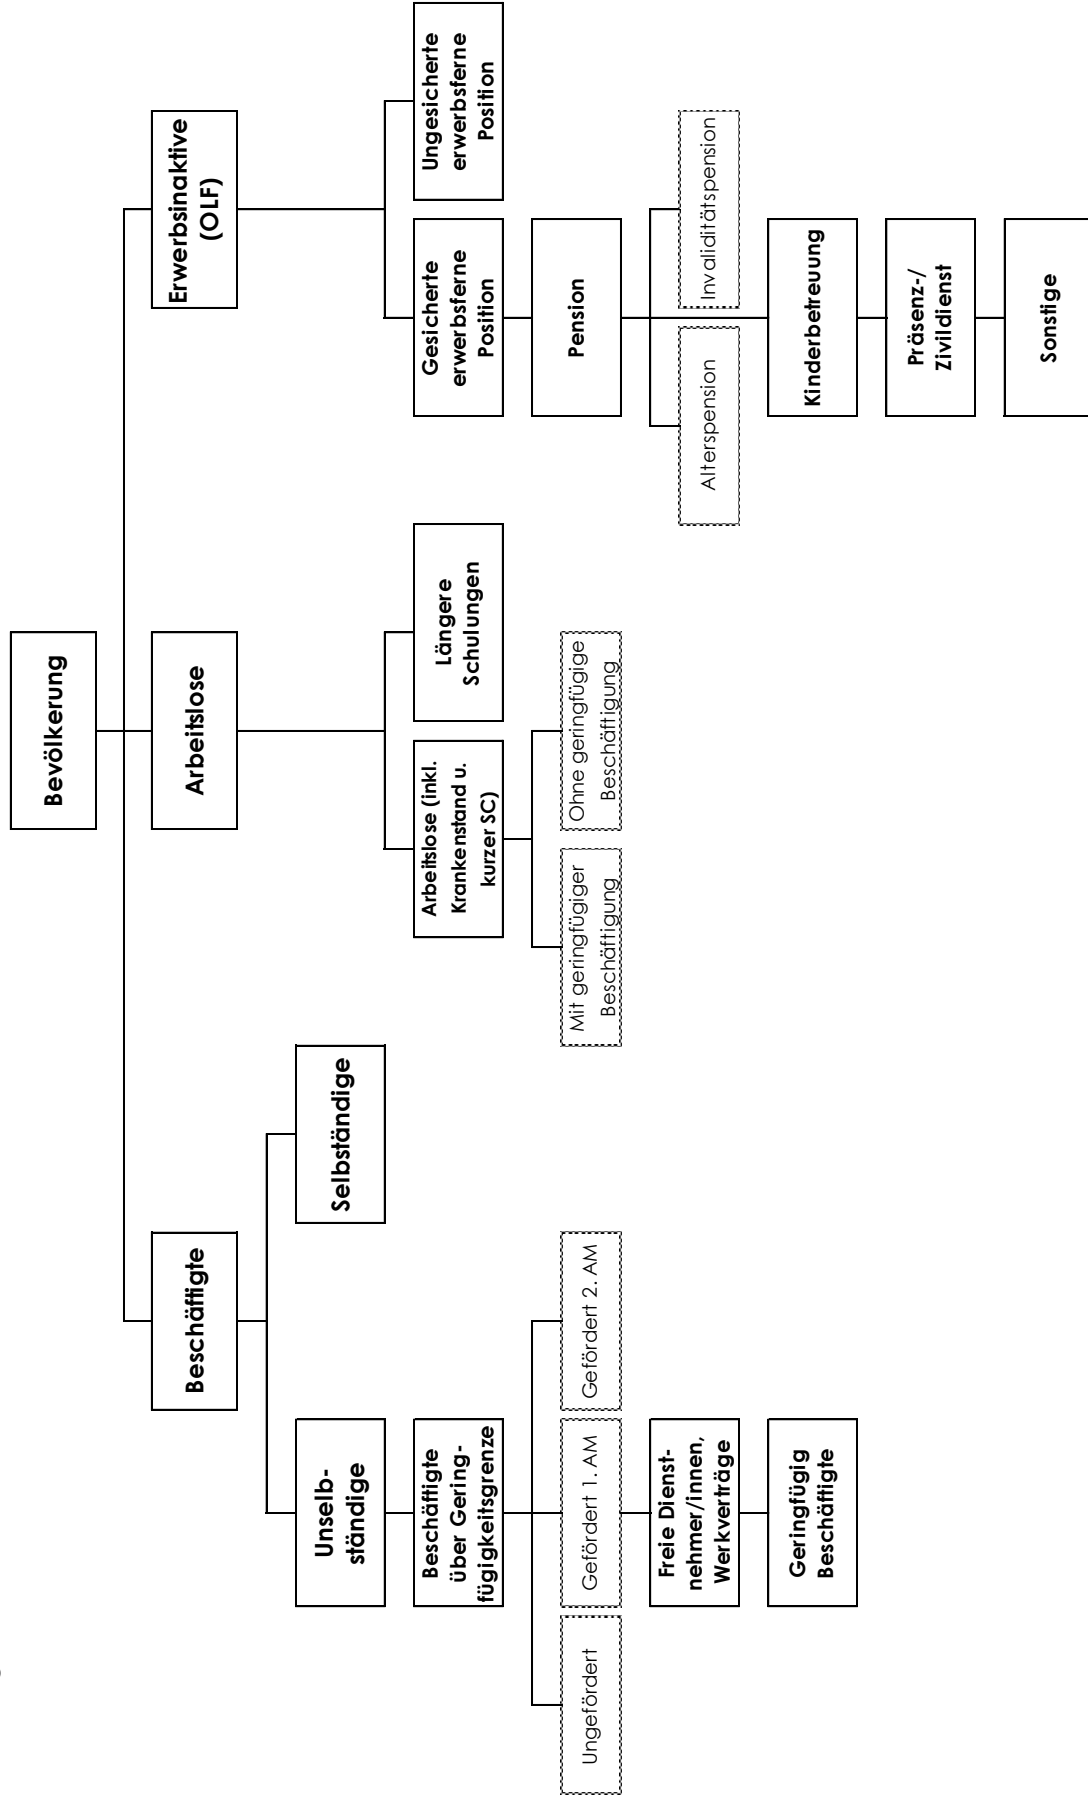 Bevölkerung
Beschäftigte
Arbeitslose
Erwerbsinaktive
(OLF)
Unselb-
ständige
Selbständige
Beschäftigte
über Gering-
fügigkeitsgrenze
Arbeitslose (inkl.
Krankenstand u.
kurzer SC)
Längere
Schulungen
Gesicherte
erwerbsferne
Position
Ungesicherte
erwerbsferne
Position
Ungefördert
Gefördert 1. AM
Gefördert 2. AM
Mit geringfügiger
Beschäftigung
Ohne geringfügige
Beschäftigung
Pension
Freie Dienst-
nehmer/innen,
Werkverträge
Alterspension
Invaliditätspension
Geringfügig
Beschäftigte
Kinderbetreuung
Präsenz-/
Zivildienst
Sonstige